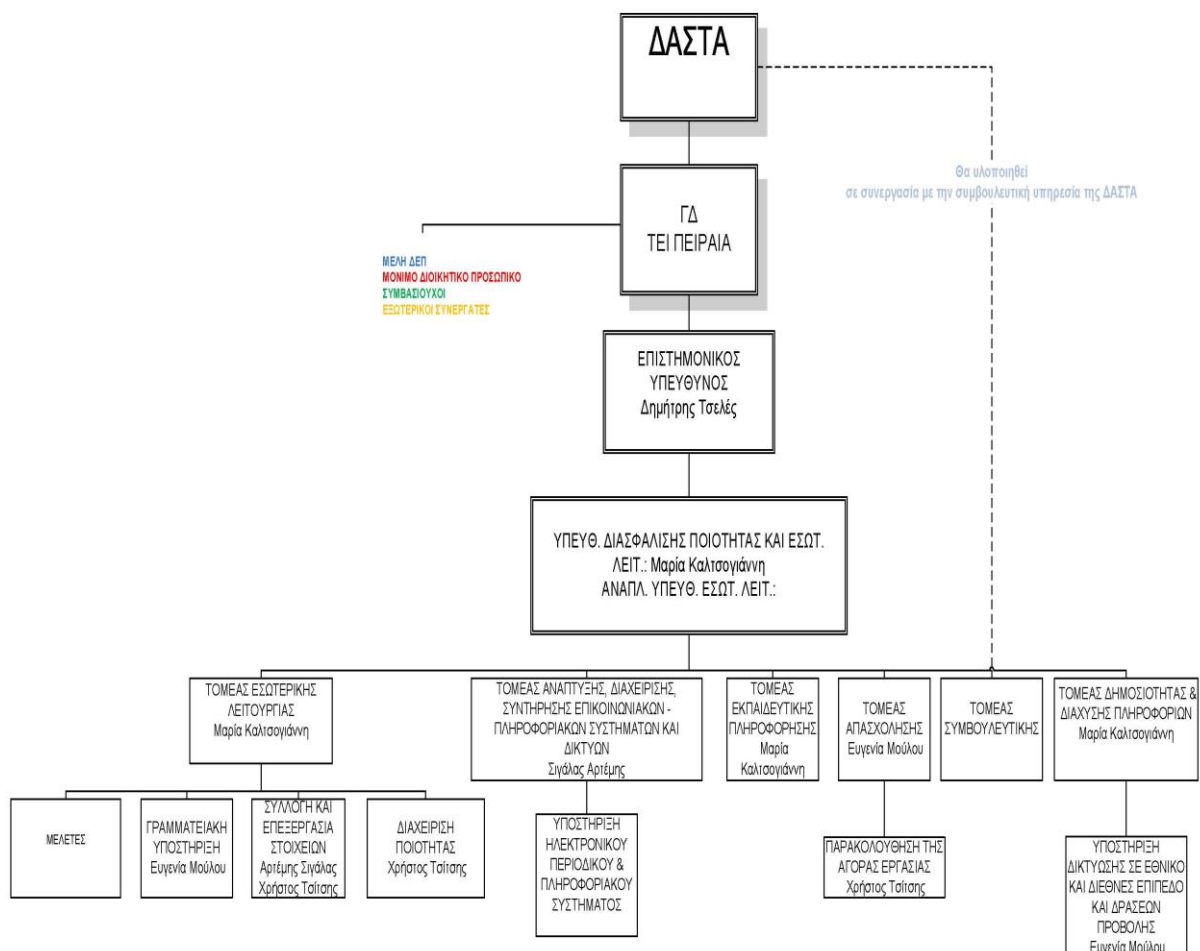 ΔΑΣΤΑ
Θα υλοποιηθεί
σε συνεργασία με την συμβουλευτική υπηρεσία της ΔΑΣΤΑ
ΓΔ
ΤΕΙ ΠΕΙΡΑΙΑ
ΜΕΛΗ ΔΕΠ
ΜΟΝΙΜΟ ΔΙΟΙΚΗΤΙΚΟ ΠΡΟΣΩΠΙΚΟ
ΣΥΜΒΑΣΙΟΥΧΟΙ
ΕΞΩΤΕΡΙΚΟΙ ΣΥΝΕΡΓΑΤΕΣ
ΕΠΙΣΤΗΜΟΝΙΚΟΣ
ΥΠΕΥΘΥΝΟΣ
Δημήτρης Τσελές
ΥΠΕΥΘ. ΔΙΑΣΦΑΛΙΣΗΣ ΠΟΙΟΤΗΤΑΣ ΚΑΙ ΕΣΩΤ.
ΛΕΙΤ.: Μαρία Καλτσογιάννη
ΑΝΑΠΛ. ΥΠΕΥΘ. ΕΣΩΤ. ΛΕΙΤ.:
ΤΟΜΕΑΣ ΕΣΩΤΕΡΙΚΗΣ
ΛΕΙΤΟΥΡΓΙΑΣ
Μαρία Καλτσογιάννη
ΤΟΜΕΑΣ ΑΝΑΠΤΥΞΗΣ, ΔΙΑΧΕΙΡΙΣΗΣ,
ΣΥΝΤΗΡΗΣΗΣ ΕΠΙΚΟΙΝΩΝΙΑΚΩΝ -
ΠΛΗΡΟΦΟΡΙΑΚΩΝ ΣΥΣΤΗΜΑΤΩΝ ΚΑΙ
ΔΙΚΤΥΩΝ
Σιγάλας Αρτέμης
ΤΟΜΕΑΣ
ΕΚΠΑΙΔΕΥΤΙΚΗΣ
ΠΛΗΡΟΦΟΡΗΣΗΣ
Μαρία
Καλτσογιάννη
ΤΟΜΕΑΣ
ΑΠΑΣΧΟΛΗΣΗΣ
Ευγενία Μούλου
ΤΟΜΕΑΣ
ΣΥΜΒΟΥΛΕΥΤΙΚΗΣ
ΤΟΜΕΑΣ ΔΗΜΟΣΙΟΤΗΤΑΣ &
ΔΙΑΧΥΣΗΣ ΠΛΗΡΟΦΟΡΙΩΝ
Μαρία Καλτσογιάννη
ΜΕΛΕΤΕΣ
ΓΡΑΜΜΑΤΕΙΑΚΗ
ΥΠΟΣΤΗΡΙΞΗ
Ευγενία Μούλου
ΣΥΛΛΟΓΗ ΚΑΙ
ΕΠΕΞΕΡΓΑΣΙΑ
ΣΤΟΙΧΕΙΩΝ
Αρτέμης Σιγάλας
Χρήστος Τσίτσης
ΔΙΑΧΕΙΡΙΣΗ
ΠΟΙΟΤΗΤΑΣ
Χρήστος Τσίτσης
ΥΠΟΣΤΗΡΙΞΗ
ΗΛΕΚΤΡΟΝΙΚΟΥ
ΠΕΡΙΟΔΙΚΟΥ &
ΠΛΗΡΟΦΟΡΙΑΚΟΥ
ΣΥΣΤΗΜΑΤΟΣ
ΠΑΡΑΚΟΛΟΥΘΗΣΗ ΤΗΣ
ΑΓΟΡΑΣ ΕΡΓΑΣΙΑΣ
Χρήστος Τσίτσης
ΥΠΟΣΤΗΡΙΞΗ
ΔΙΚΤΥΩΣΗΣ ΣΕ ΕΘΝΙΚΟ
ΚΑΙ ΔΙΕΘΝΕΣ ΕΠΙΠΕΔΟ
ΚΑΙ ΔΡΑΣΕΩΝ
ΠΡΟΒΟΛΗΣ
Ευγενία Μούλου